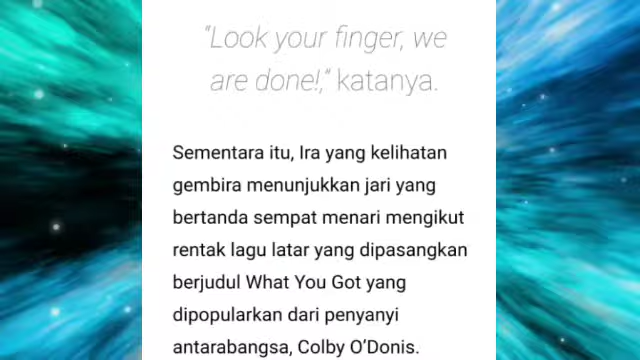 "Look your finger, we
are done!," katanya.
Sementara itu, Ira yang kelihatan
gembira menunjukkan jari yang
bertanda sempat menari mengikut
rentak lagu latar yang dipasangkan
berjudul What You Got yang
dipopularkan dari penyanyi
antarabangsa, Colby O'Donis.